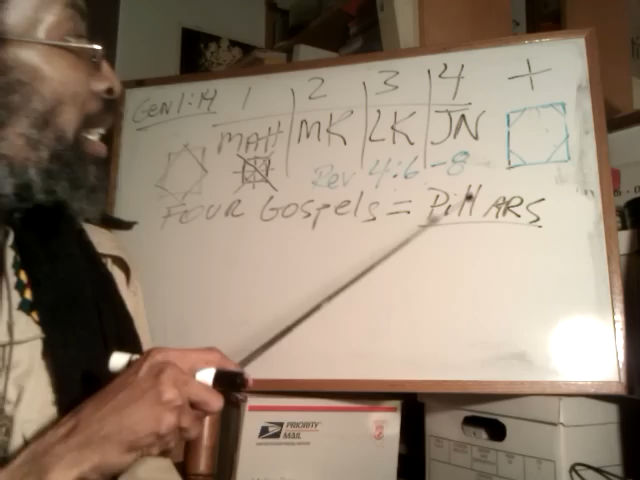 Gen 1:14 1 2 3 4 +
MAH MK LK JN
Rev 4:6-8
FOUR GOSPELS = PillARS
PRIORITY
MAIL